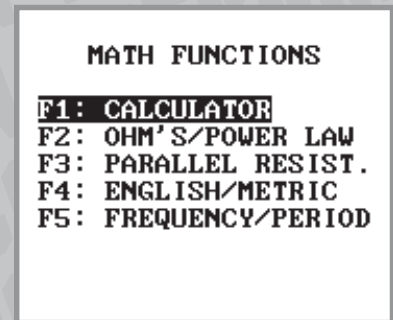 MATH FUNCTIONS
F1: CALCULATOR
F2: OHM'S/POWER LAW
F3: PARALLEL RESIST.
F4: ENGLISH/METRIC
F5: FREQUENCY/PERIOD